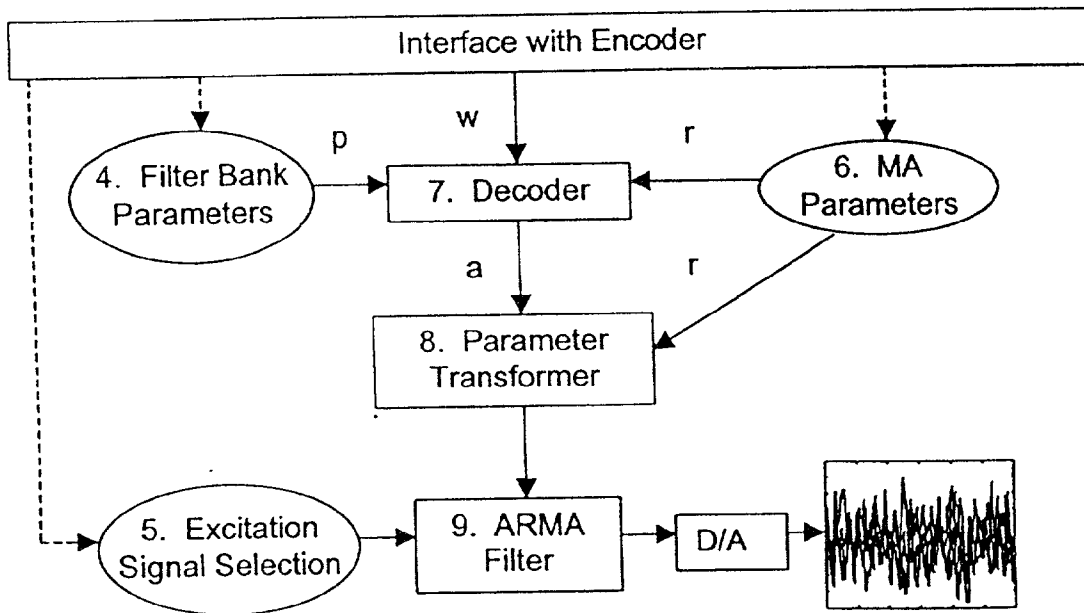 Interface with Encoder
w
p
r
4. Filter Bank
Parameters
7. Decoder
6. MA
Parameters
a
r
8. Parameter
Transformer
5. Excitation
Signal Selection
9. ARMA
Filter
D/A